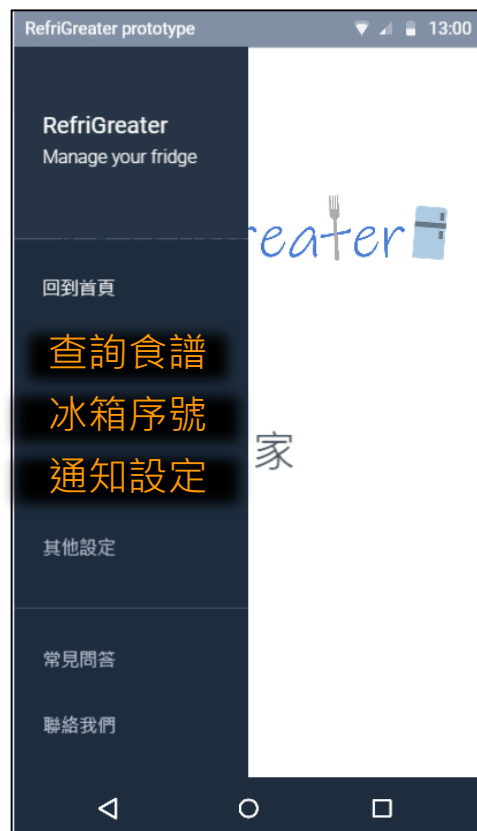 RefriGreater prototype 13:00
RefriGreater
Manage your fridge
reater
回到首頁
查詢食譜
冰箱序號
家
通知設定
其他設定
常見問答
聯絡我們